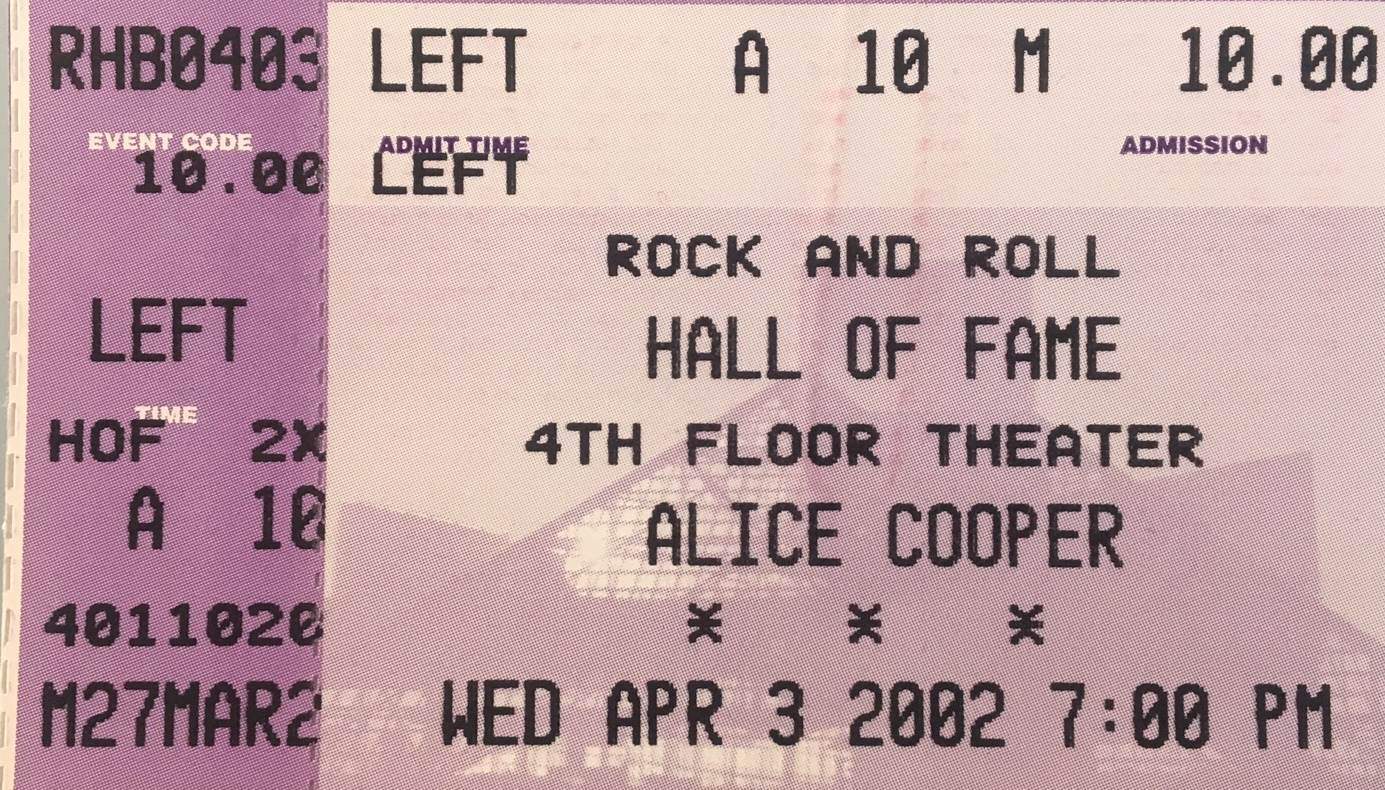 RHB0403
EVENT CODE
10.00
LEFT
TIME
HOF 2X
A 10
4011020
M27MAR2
LEFT A 10 M 10.00
ADMIT TIME ADMISSION
LEFT
ROCK AND ROLL
HALL OF FAME
4TH FLOOR THEATER
ALICE COOPER
* * *
WED APR 3 2002 7:00 PM